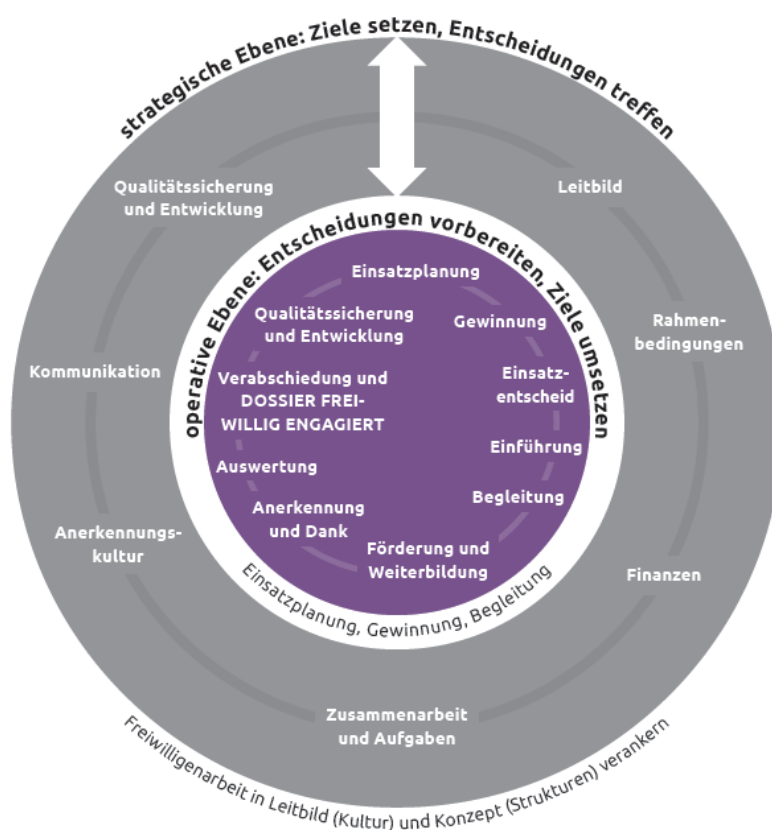 strategische Ebene: Ziele setzen, Entscheidungen treffen
Qualitätssicherung
und Entwicklung
Leitbild
Rahmen-
bedingungen
Kommunikation
Anerkennungs-
kultur
Finanzen
Zusammenarbeit
und Aufgaben
operative Ebene: Entscheidungen vorbereiten, Ziele umsetzen
Einsatzplanung
Qualitätssicherung
und Entwicklung
Gewinnung
Verabschiedung und
DOSSIER FREI-
WILLIG ENGAGIERT
Einsatz-
entscheid
Einführung
Auswertung
Begleitung
Anerkennung
und Dank
Förderung und
Weiterbildung
Einsatzplanung, Gewinnung, Begleitung
Freiwilligenarbeit in Leitbild (Kultur) und Konzept (Strukturen) verankern